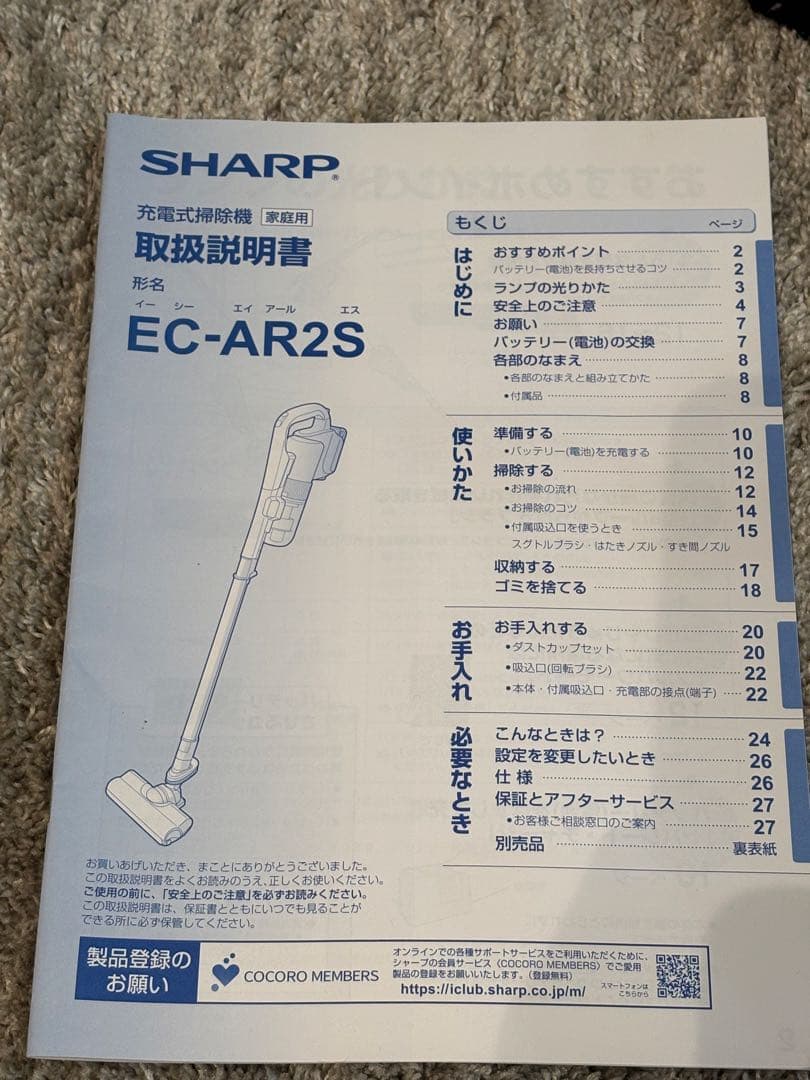 SHARP®
充電式掃除機 家庭用
取扱説明書
形名
イー シー エイ アール エス
EC-AR2S
もくじ ページ
はじめに
おすすめポイント 2
バッテリー(電池)を長持ちさせるコツ 2
ランプの光りかた 3
安全上のご注意 4
お願い 7
バッテリー(電池)の交換 7
各部のなまえ 8
•各部のなまえと組み立てかた 8
•付属品 8
使いかた
準備する 10
•バッテリー(電池)を充電する 10
掃除する 12
•お掃除の流れ 12
•お掃除のコツ 14
•付属吸込口を使うとき 15
スグトルブラシ・はたきノズル・すき間ノズル
収納する 17
ゴミを捨てる 18
お手入れ
お手入れする 20
•ダストカップセット 20
•吸込口(回転ブラシ) 22
•本体・付属吸込口・充電部の接点(端子) 22
必要なとき
こんなときは? 24
設定を変更したいとき 26
仕様 26
保証とアフターサービス 27
•お客様ご相談窓口のご案内 27
別売品 裏表紙
お買いあげいただき、まことにありがとうございました。
この取扱説明書をよくお読みのうえ、正しくお使いください。
ご使用の前に、「安全上のご注意」を必ずお読みください。
この取扱説明書は、保証書とともにいつでも見ることが
できる所に必ず保管してください。
製品登録の
お願い
COCORO MEMBERS
オンラインでの各種サポートサービスをご利用いただくために、
シャープの会員サービス〈COCORO MEMBERS〉でご愛用
製品の登録をお願いいたします。(登録無料)
https://iclub.sharp.co.jp/m/
スマートフォンは
こちらから